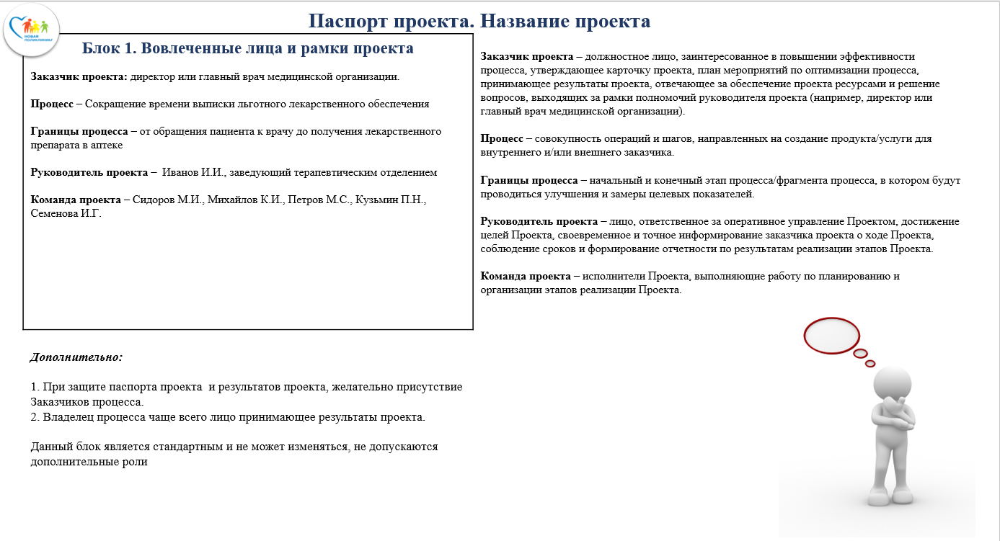 Паспорт проекта. Название проекта
НОВАЯ
ПОЛИКЛИНИКА
Блок 1. Вовлеченные лица и рамки проекта
Заказчик проекта: директор или главный врач медицинской организации.
Процесс – Сокращение времени выписки льготного лекарственного обеспечения
Границы процесса – от обращения пациента к врачу до получения лекарственного
препарата в аптеке
Руководитель проекта – Иванов И.И., заведующий терапевтическим отделением
Команда проекта – Сидоров М.И., Михайлов К.И., Петров М.С., Кузьмин П.Н.,
Семенова И.Г.
Дополнительно:
1. При защите паспорта проекта и результатов проекта, желательно присутствие
Заказчиков процесса.
2. Владелец процесса чаще всего лицо принимающее результаты проекта.
Данный блок является стандартным и не может изменяться, не допускаются
дополнительные роли
Заказчик проекта – должностное лицо, заинтересованное в повышении эффективности
процесса, утверждающее карточку проекта, план мероприятий по оптимизации процесса,
принимающее результаты проекта, отвечающее за обеспечение проекта ресурсами и решение
вопросов, выходящих за рамки полномочий руководителя проекта (например, директор или
главный врач медицинской организации).
Процесс – совокупность операций и шагов, направленных на создание продукта/услуги для
внутреннего и/или внешнего заказчика.
Границы процесса – начальный и конечный этап процесса/фрагмента процесса, в котором будут
проводиться улучшения и замеры целевых показателей.
Руководитель проекта – лицо, ответственное за оперативное управление Проектом, достижение
целей Проекта, своевременное и точное информирование заказчика проекта о ходе Проекта,
соблюдение сроков и формирование отчетности по результатам реализации этапов Проекта.
Команда проекта – исполнители Проекта, выполняющие работу по планированию и
организации этапов реализации Проекта.